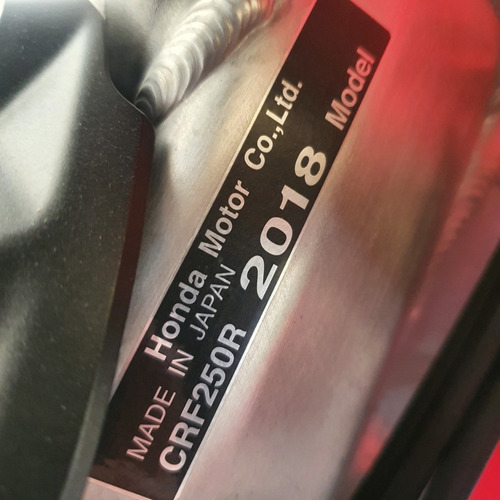 Honda Motor Co.,Ltd.
MADE IN JAPAN
CRF250R 2018 Model